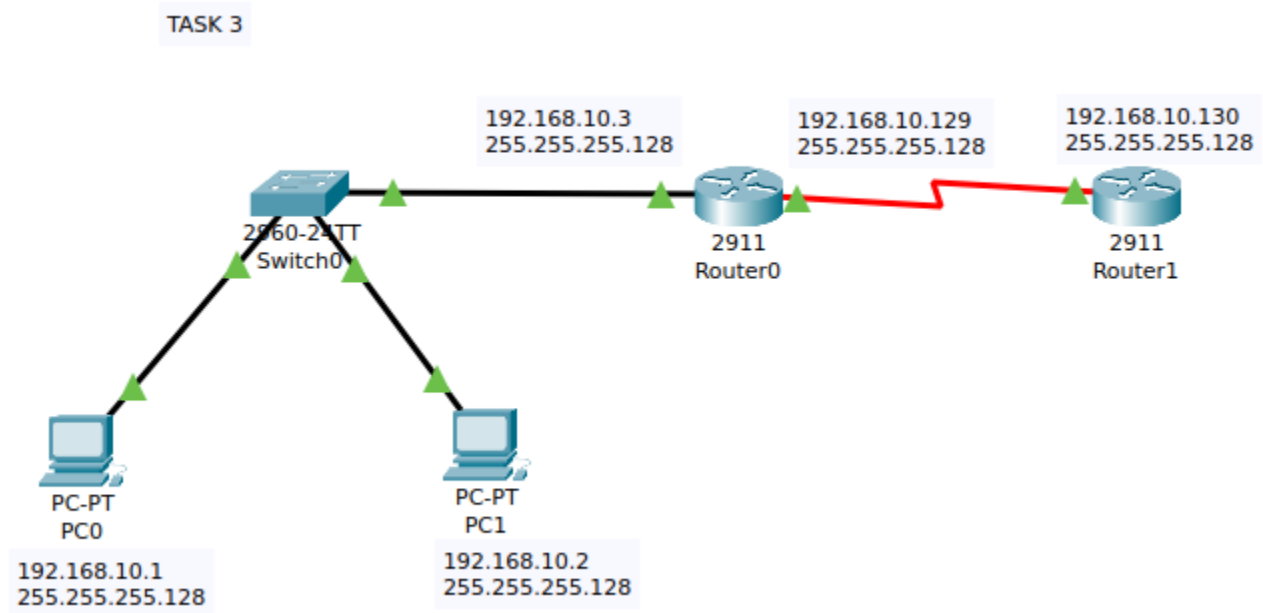 TASK 3
192.168.10.3
255.255.255.128
192.168.10.129
255.255.255.128
192.168.10.130
255.255.255.128
2960-24TT
Switch0
2911
Router0
2911
Router1
PC-PT
PC0
192.168.10.1
255.255.255.128
PC-PT
PC1
192.168.10.2
255.255.255.128